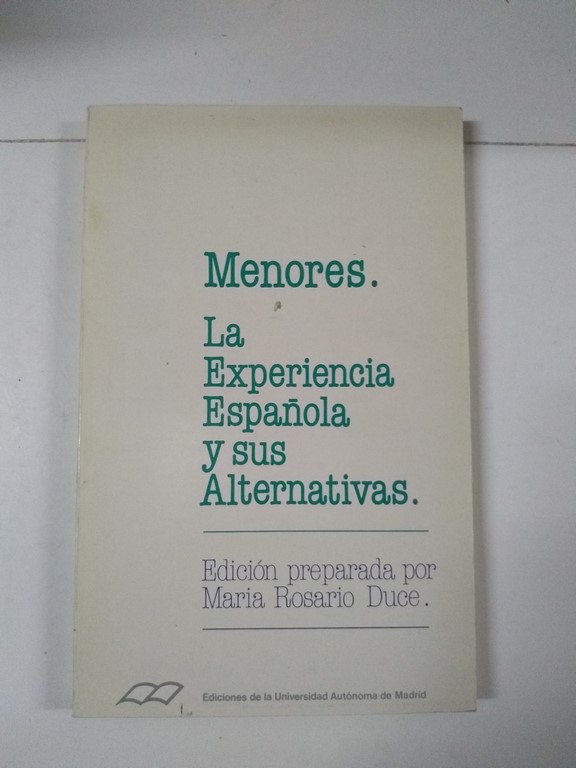 Menores.
La
Experiencia
Española
y sus
Alternativas.
Edición preparada por
Maria Rosario Duce.
Ediciones de la Universidad Autónoma de Madrid